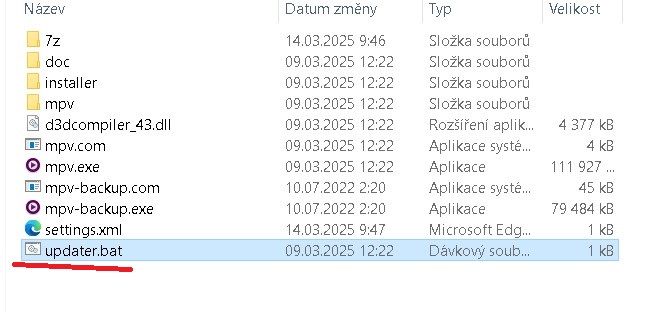 Název Datum změny Typ Velikost
7z 14.03.2025 9:46 Složka souborů
doc 09.03.2025 12:22 Složka souborů
installer 09.03.2025 12:22 Složka souborů
mpv 09.03.2025 12:22 Složka souborů
d3dcompiler_43.dll 09.03.2025 12:22 Rozšíření aplik... 4 377 kB
mpv.com 09.03.2025 12:22 Aplikace systé... 4 kB
mpv.exe 09.03.2025 12:22 Aplikace 111 927 ...
mpv-backup.com 10.07.2022 2:20 Aplikace systé... 45 kB
mpv-backup.exe 10.07.2022 2:20 Aplikace 79 484 kB
settings.xml 14.03.2025 9:47 Microsoft Edg... 1 kB
updater.bat 09.03.2025 12:22 Dávkový soub... 1 kB